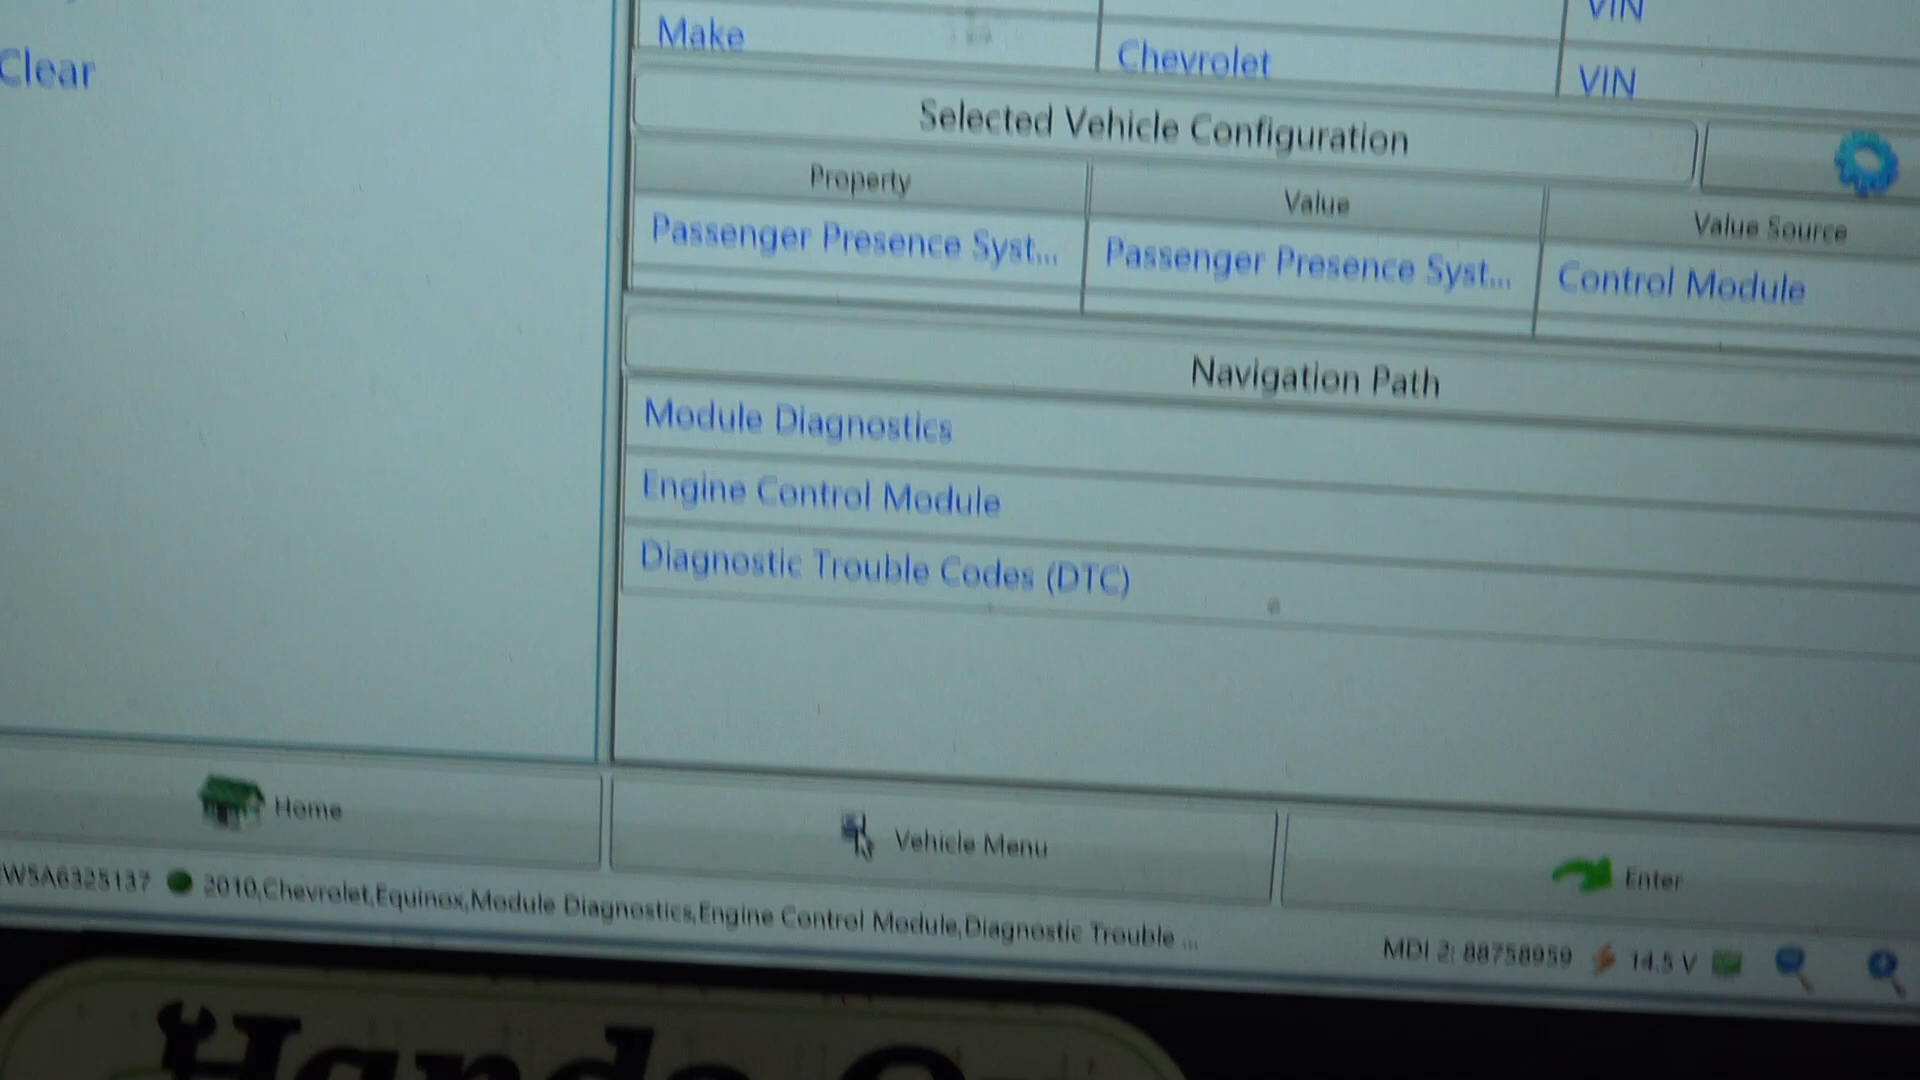 VIN
Make
Chevrolet
VIN
Clear
Selected Vehicle Configuration
Property
Value
Value Source
Passenger Presence Syst...
Passenger Presence Syst...
Control Module
Navigation Path
Module Diagnostics
Engine Control Module
Diagnostic Trouble Codes (DTC)
Home
Vehicle Menu
Enter
W5A6325137
2010,Chevrolet,Equinox,Module Diagnostics,Engine Control Module,Diagnostic Trouble ...
MDI 2: 88758959
14.5 V
Hands O